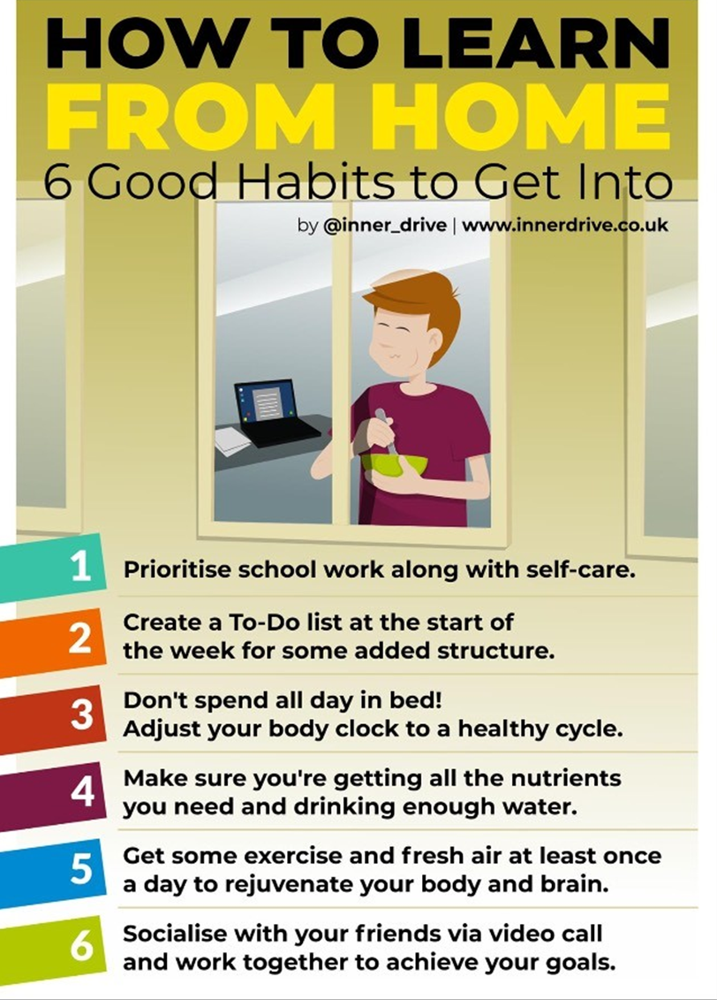 HOW TO LEARN
FROM HOME
6 Good Habits to Get Into
by @inner_drive | www.innerdrive.co.uk
1
Prioritise school work along with self-care.
2
Create a To-Do list at the start of
the week for some added structure.
3
Don't spend all day in bed!
Adjust your body clock to a healthy cycle.
4
Make sure you're getting all the nutrients
you need and drinking enough water.
5
Get some exercise and fresh air at least once
a day to rejuvenate your body and brain.
6
Socialise with your friends via video call
and work together to achieve your goals.